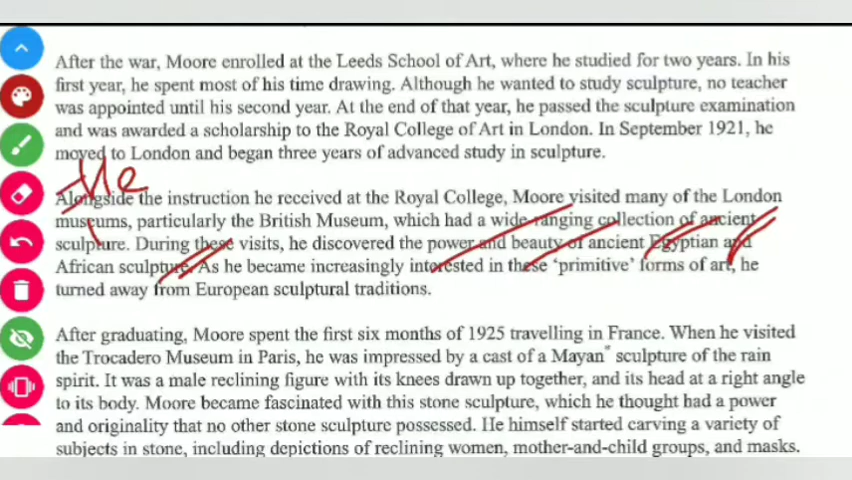 After the war, Moore enrolled at the Leeds School of Art, where he studied for two years. In his
first year, he spent most of his time drawing. Although he wanted to study sculpture, no teacher
was appointed until his second year. At the end of that year, he passed the sculpture examination
and was awarded a scholarship to the Royal College of Art in London. In September 1921, he
moved to London and began three years of advanced study in sculpture.
He
Alongside the instruction he received at the Royal College, Moore visited many of the London
museums, particularly the British Museum, which had a wide-ranging collection of ancient
sculpture. During these visits, he discovered the power and beauty of ancient Egyptian and
African sculpture. As he became increasingly interested in these ‘primitive’ forms of art, he
turned away from European sculptural traditions.
After graduating, Moore spent the first six months of 1925 travelling in France. When he visited
the Trocadero Museum in Paris, he was impressed by a cast of a Mayan* sculpture of the rain
spirit. It was a male reclining figure with its knees drawn up together, and its head at a right angle
to its body. Moore became fascinated with this stone sculpture, which he thought had a power
and originality that no other stone sculpture possessed. He himself started carving a variety of
subjects in stone, including depictions of reclining women, mother-and-child groups, and masks.